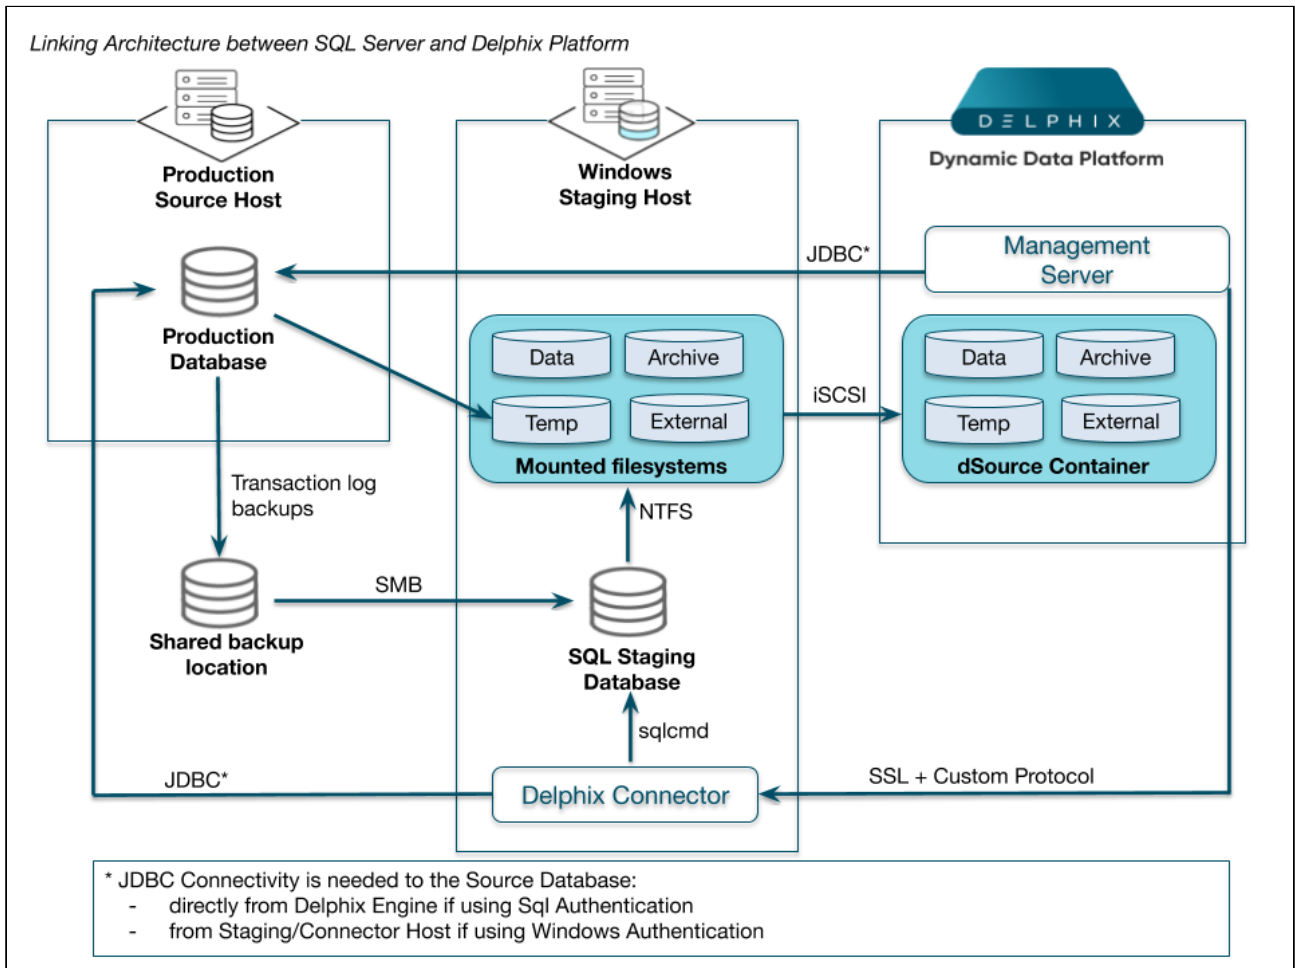 Linking Architecture between SQL Server and Delphix Platform
Production
Source Host
Windows
Staging Host
DELPHIX
Dynamic Data Platform
JDBC*
Management
Server
Production
Database
Data
Archive
Temp
External
Mounted filesystems
iSCSI
Data
Archive
Temp
External
dSource Container
Transaction log
backups
NTFS
SMB
Shared backup
location
SQL Staging
Database
sqlcmd
JDBC*
Delphix Connector
SSL + Custom Protocol
* JDBC Connectivity is needed to the Source Database:
- directly from Delphix Engine if using Sql Authentication
- from Staging/Connector Host if using Windows Authentication